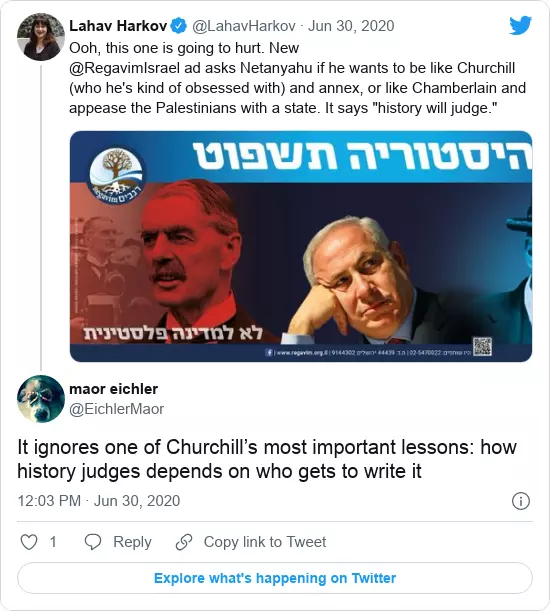 Lahav Harkov @LahavHarkov · Jun 30, 2020
Ooh, this one is going to hurt. New
@RegavimIsrael ad asks Netanyahu if he wants to be like Churchill
(who he's kind of obsessed with) and annex, or like Chamberlain and
appease the Palestinians with a state. It says "history will judge."
היסטוריה תשפוט
Regavim רגבים
לא למדינה פלסטינית
www.regavim.org.il | 9144302 ירושלים 44439 ת.ד. | 02-5470022
maor eichler
@EichlerMaor
It ignores one of Churchill’s most important lessons: how
history judges depends on who gets to write it
12:03 PM · Jun 30, 2020
1 Reply Copy link to Tweet
Explore what's happening on Twitter